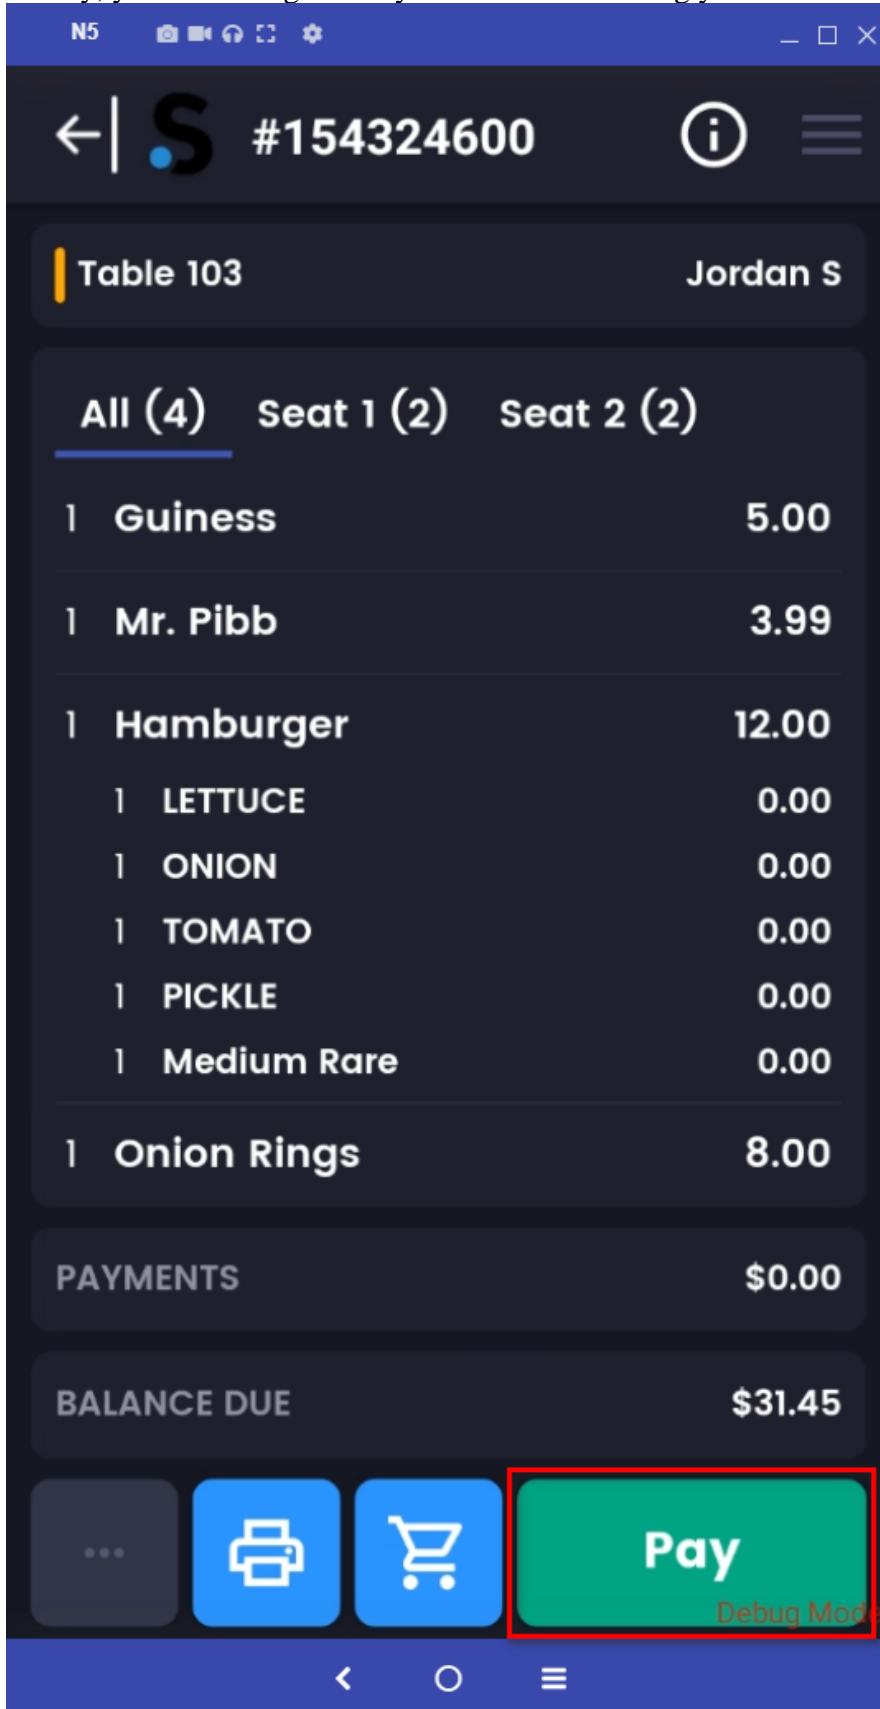 N5
S #154324600
Table 103 Jordan S
All (4) Seat 1 (2) Seat 2 (2)
1 Guiness 5.00
1 Mr. Pibb 3.99
1 Hamburger 12.00
1 LETTUCE 0.00
1 ONION 0.00
1 TOMATO 0.00
1 PICKLE 0.00
1 Medium Rare 0.00
1 Onion Rings 8.00
PAYMENTS $0.00
BALANCE DUE $31.45
Pay
Debug Mode